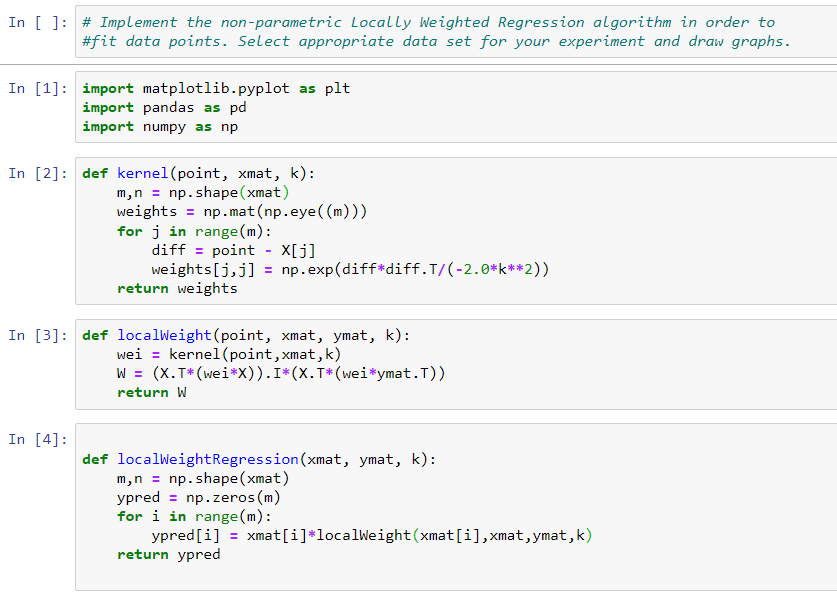 In [ ]: # Implement the non-parametric Locally Weighted Regression algorithm in order to
#fit data points. Select appropriate data set for your experiment and draw graphs.
In [1]: import matplotlib.pyplot as plt
import pandas as pd
import numpy as np
In [2]: def kernel(point, xmat, k):
    m,n = np.shape(xmat)
    weights = np.mat(np.eye((m)))
    for j in range(m):
        diff = point - X[j]
        weights[j,j] = np.exp(diff*diff.T/(-2.0*k**2))
    return weights
In [3]: def localWeight(point, xmat, ymat, k):
    wei = kernel(point,xmat,k)
    W = (X.T*(wei*X)).I*(X.T*(wei*ymat.T))
    return W
In [4]:
def localWeightRegression(xmat, ymat, k):
    m,n = np.shape(xmat)
    ypred = np.zeros(m)
    for i in range(m):
        ypred[i] = xmat[i]*localWeight(xmat[i],xmat,ymat,k)
    return ypred